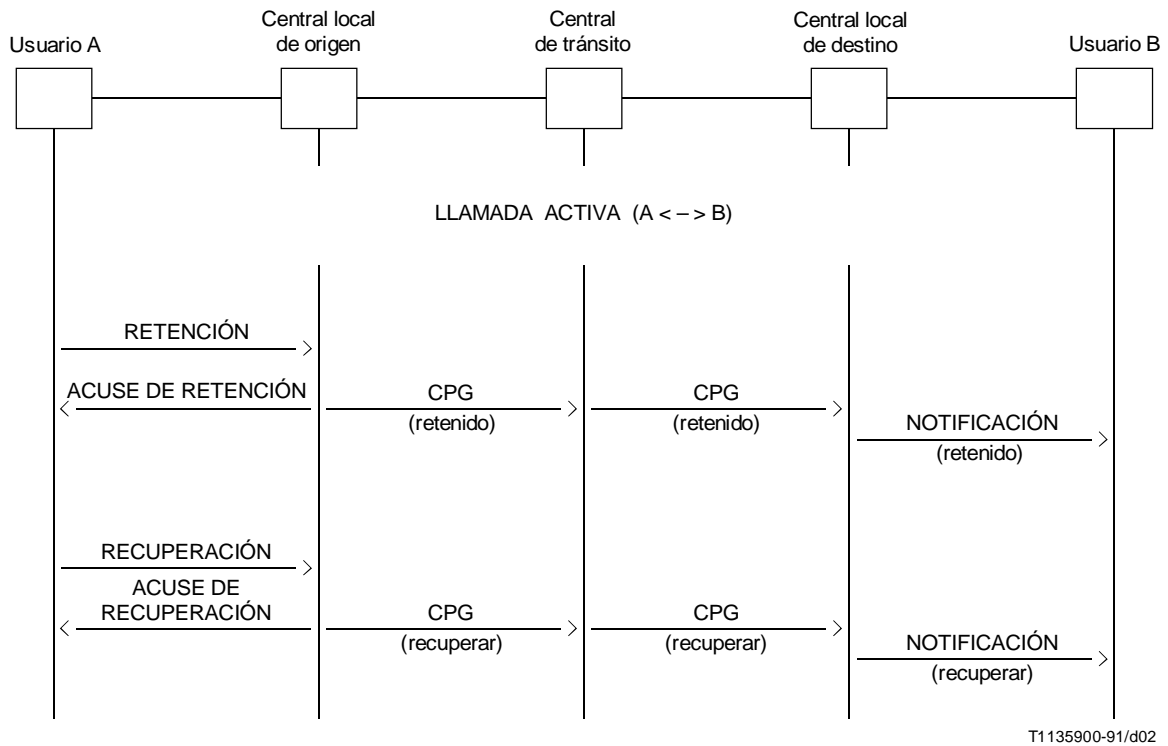 Usuario A
Central local
de origen
Central
de tránsito
Central local
de destino
Usuario B
LLAMADA ACTIVA (A < – > B)
RETENCIÓN
ACUSE DE RETENCIÓN
CPG
(retenido)
CPG
(retenido)
NOTIFICACIÓN
(retenido)
RECUPERACIÓN
ACUSE DE
RECUPERACIÓN
CPG
(recuperar)
CPG
(recuperar)
NOTIFICACIÓN
(recuperar)
T1135900-91/d02